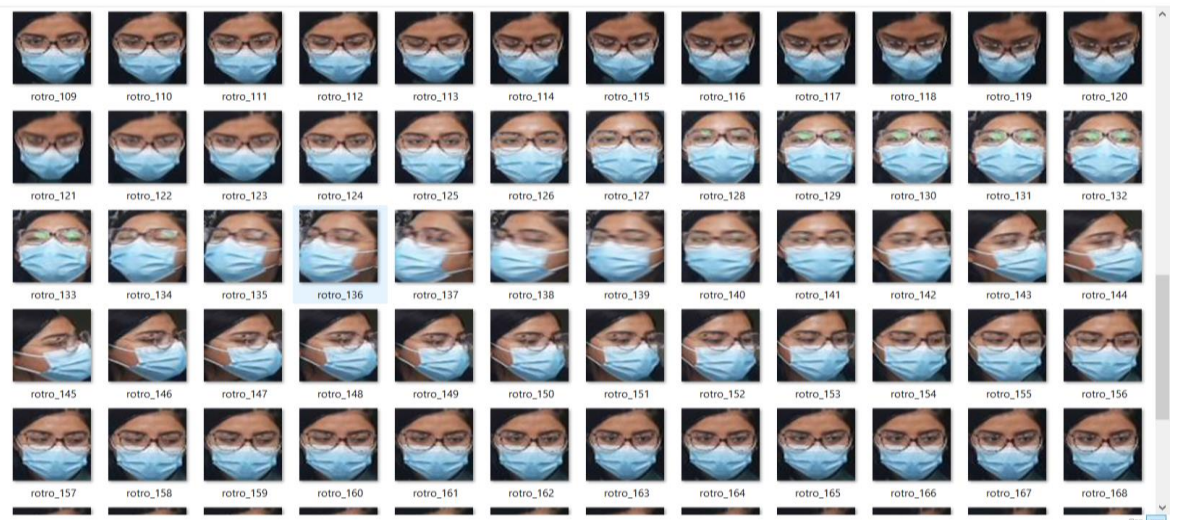 rotro_109 rotro_110 rotro_111 rotro_112 rotro_113 rotro_114 rotro_115 rotro_116 rotro_117 rotro_118 rotro_119 rotro_120
rotro_121 rotro_122 rotro_123 rotro_124 rotro_125 rotro_126 rotro_127 rotro_128 rotro_129 rotro_130 rotro_131 rotro_132
rotro_133 rotro_134 rotro_135 rotro_136 rotro_137 rotro_138 rotro_139 rotro_140 rotro_141 rotro_142 rotro_143 rotro_144
rotro_145 rotro_146 rotro_147 rotro_148 rotro_149 rotro_150 rotro_151 rotro_152 rotro_153 rotro_154 rotro_155 rotro_156
rotro_157 rotro_158 rotro_159 rotro_160 rotro_161 rotro_162 rotro_163 rotro_164 rotro_165 rotro_166 rotro_167 rotro_168